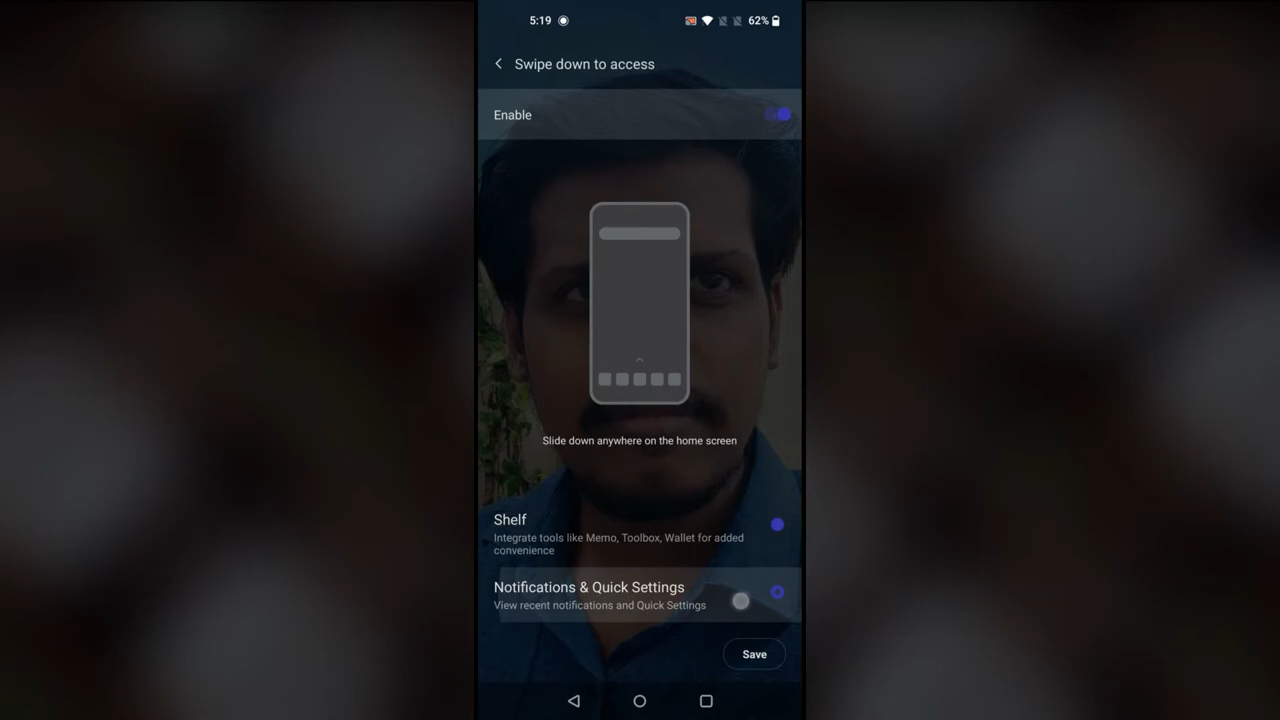 5:19
62%
Swipe down to access
Enable
Slide down anywhere on the home screen
Shelf
Integrate tools like Memo, Toolbox, Wallet for added
convenience
Notifications & Quick Settings
View recent notifications and Quick Settings
Save